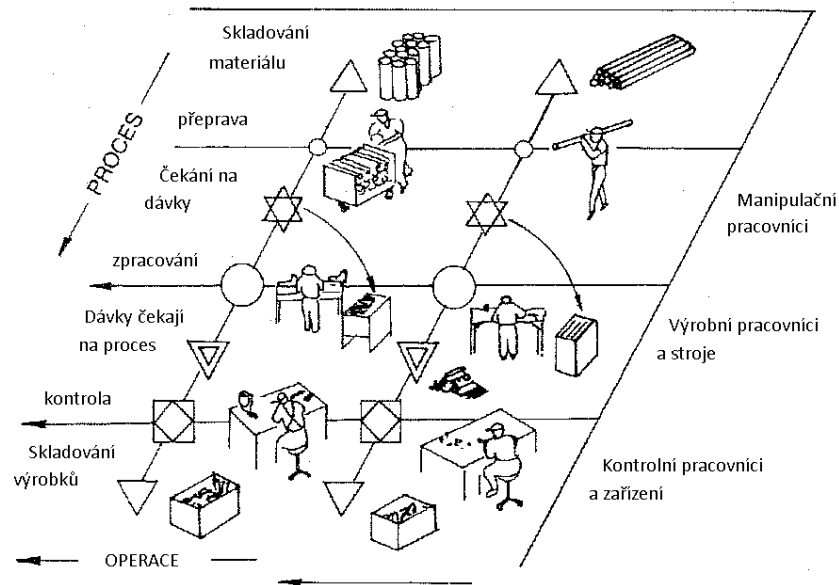 Skladování
materiálu
přeprava
PROCES
Čekání na
dávky
Manipulační
pracovníci
zpracování
Dávky čekají
na proces
Výrobní pracovníci
a stroje
kontrola
Skladování
výrobků
Kontrolní pracovníci
a zařízení
OPERACE